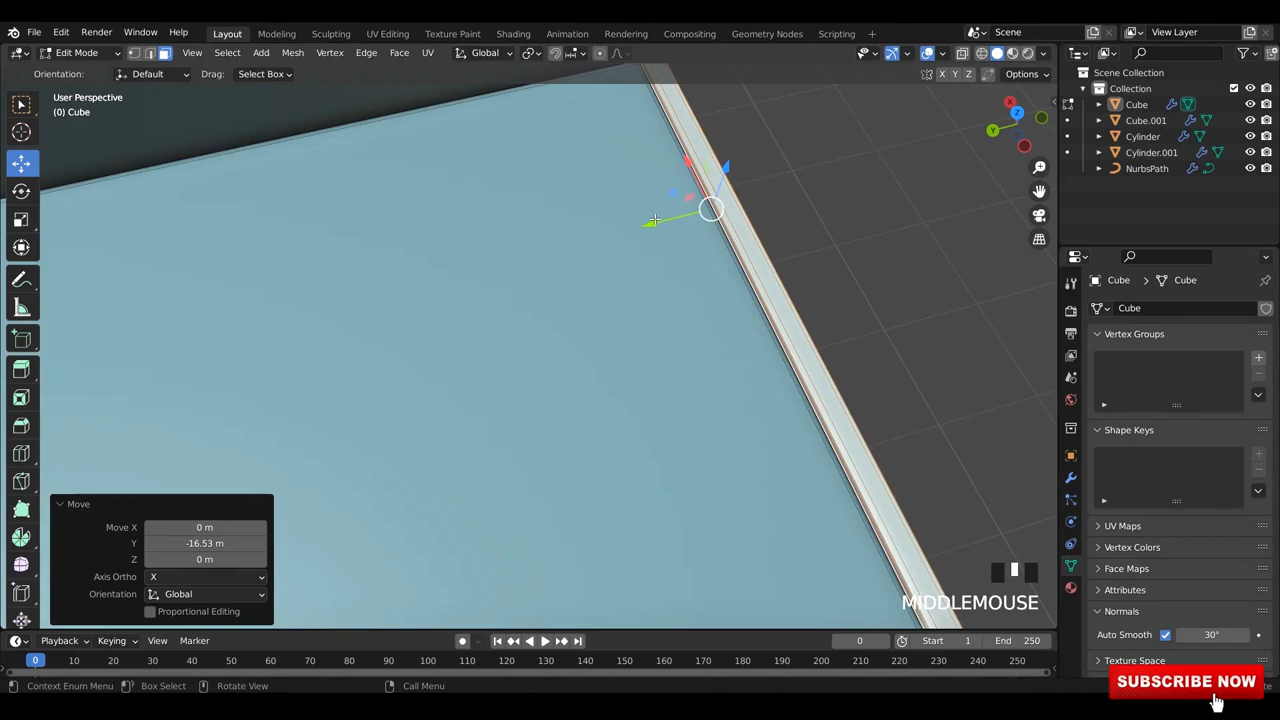 File Edit Render Window Help Layout Modeling Sculpting UV Editing Texture Paint Shading Animation Rendering Compositing Geometry Nodes Scripting + Scene View Layer
Edit Mode View Select Add Mesh Vertex Edge Face UV Global
Orientation: Default Drag: Select Box X Y Z Options
User Perspective
(0) Cube
Scene Collection
Collection
Cube
Cube.001
Cylinder
Cylinder.001
NurbsPath
X
Y
Z
Cube > Cube
Cube
Vertex Groups
Shape Keys
UV Maps
Vertex Colors
Face Maps
Attributes
Normals
Auto Smooth 30°
Texture Space
Move
Move X 0 m
Y -16.53 m
Z 0 m
Axis Ortho X
Orientation Global
Proportional Editing
MIDDLEMOUSE
Playback Keying View Marker 0 Start 1 End 250
0 10 20 30 40 50 60 70 80 90 100 110 120 130 140 150 160 170 180 190 200 210 220 230 240 250
Context Enum Menu Box Select Rotate View Call Menu
SUBSCRIBE NOW